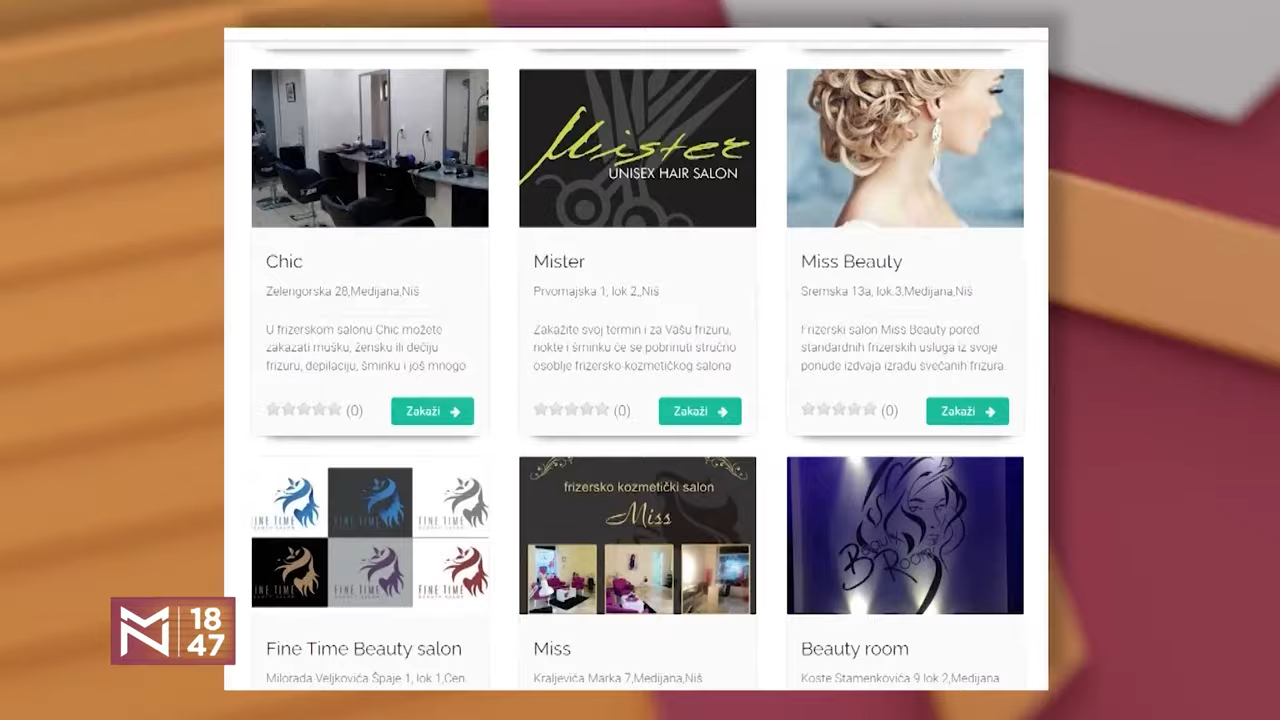 Mister
UNISEX HAIR SALON
Chic
Zelengorska 28,Medijana,Niš
U frizerskom salonu Chic možete
zakazati mušku, žensku ili dečiju
frizuru, depilaciju, šminku i još mnogo
(0)
Zakaži
Mister
Prvomajska 1, lok 2,,Niš
Zakažite svoj termin i za Vašu frizuru,
nokte i šminku će se pobrinuti stručno
osoblje frizersko-kozmetičkog salona
(0)
Zakaži
Miss Beauty
Sremska 13a, lok.3,Medijana,Niš
Frizerski salon Miss Beauty pored
standardnih frizerskih usluga iz svoje
ponude izdvaja izradu svečanih frizura.
(0)
Zakaži
FINE TIME
FINE TIME
FINE TIME
FINE TIME
FINE TIME
FINE TIME
Fine Time Beauty salon
Milorada Veljkovića Špaje 1, lok 1,Cen
frizersko kozmetički salon
Miss
Miss
Kraljevića Marka 7,Medijana,Niš
Beauty room
Koste Stamenkovića 9 lok 2,Medijana
18
47